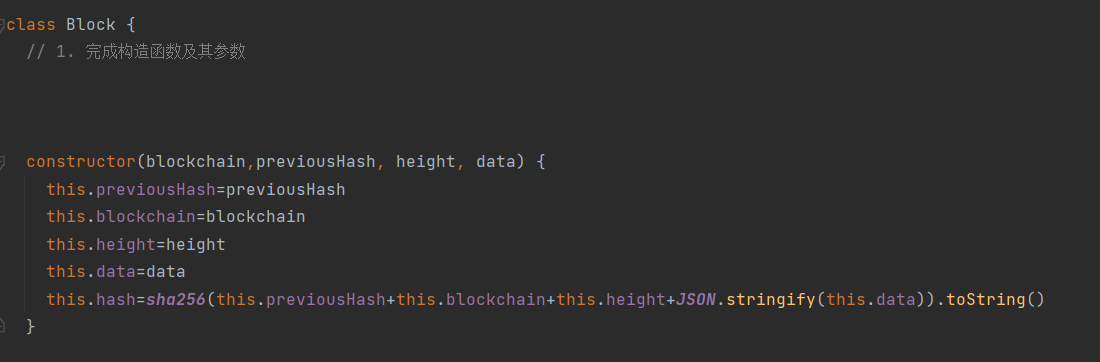 class Block {
// 1. 完成构造函数及其参数
constructor(blockchain,previousHash, height, data) {
this.previousHash=previousHash
this.blockchain=blockchain
this.height=height
this.data=data
this.hash=sha256(this.previousHash+this.blockchain+this.height+JSON.stringify(this.data)).toString()
}